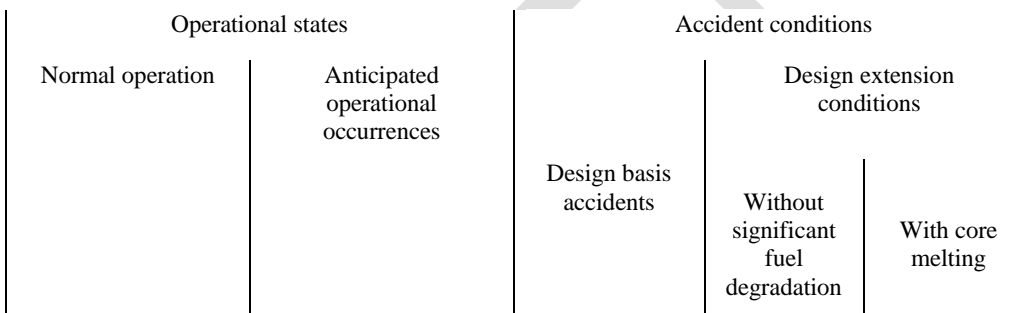 Operational states
Accident conditions
Normal operation
Anticipated
operational
occurrences
Design extension
conditions
Design basis
accidents
Without
significant
fuel
degradation
With core
melting